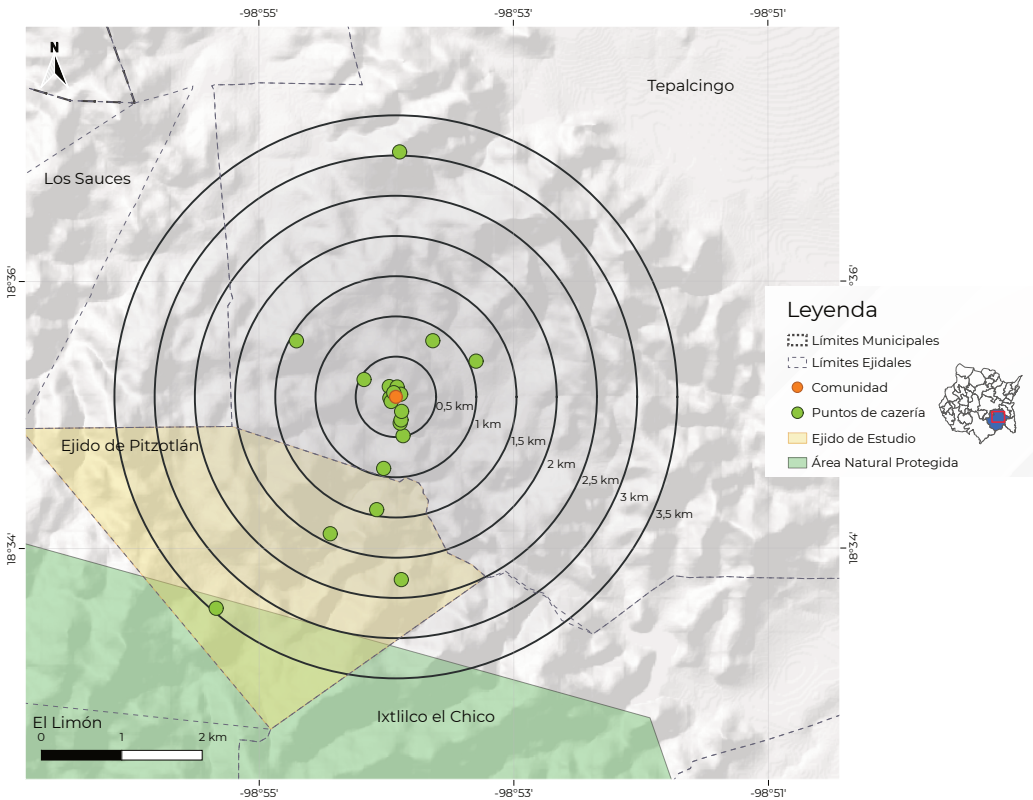 -98°55'
-98°53'
-98°51'
N
Tepalcingo
Los Sauces
18°36'
°36'
Leyenda
Límites Municipales
Límites Ejidales
Comunidad
Puntos de cazería
Ejido de Estudio
Área Natural Protegida
0,5 km
1 km
1,5 km
2 km
2,5 km
3 km
3,5 km
Ejido de Pitzotlán
18°34'
18°34'
El Limón
Ixtlilco el Chico
0 1 2 km
-98°55'
-98°53'
-98°51'